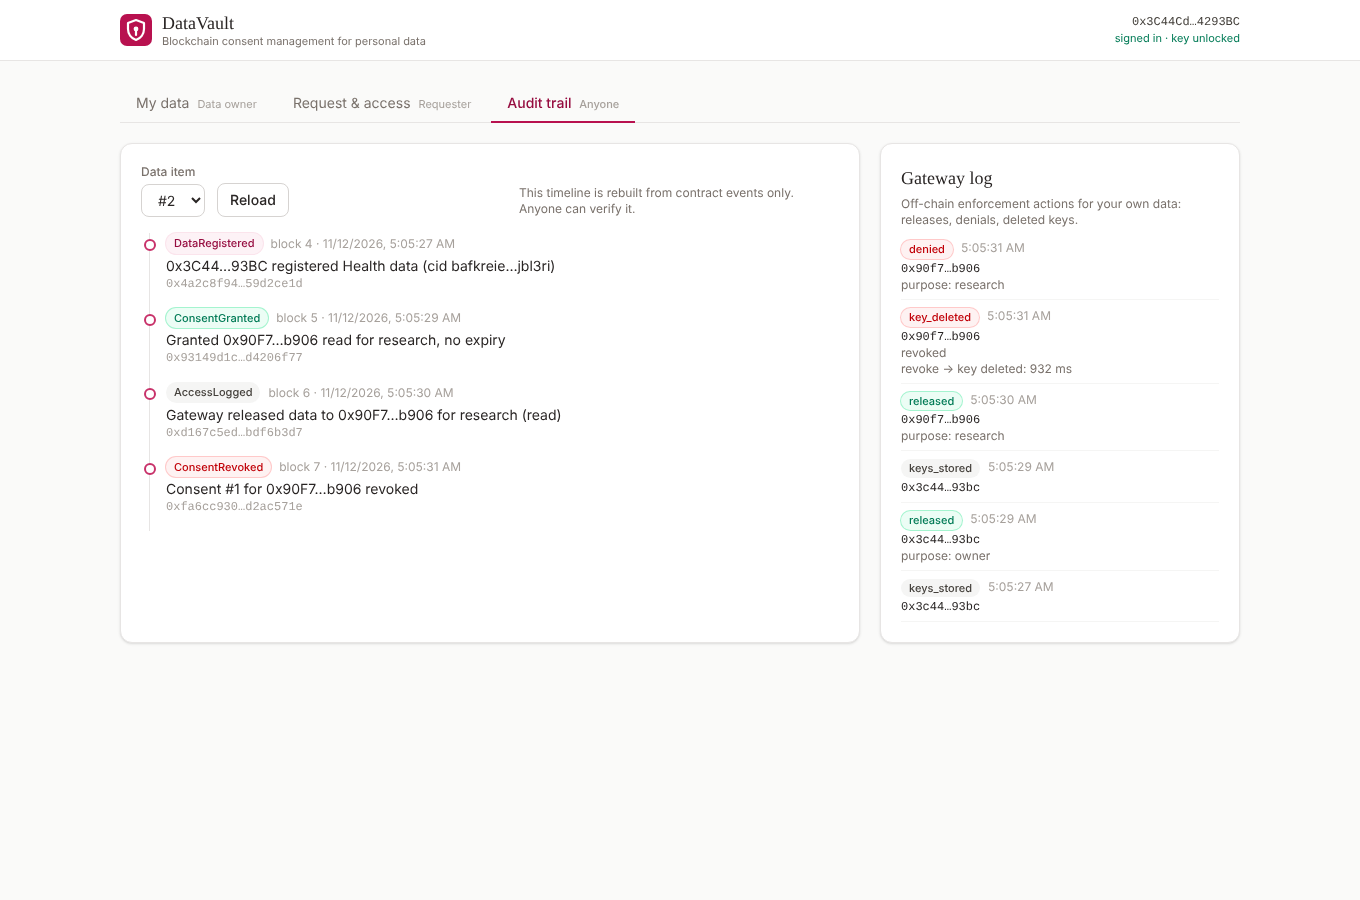 DataVault
Blockchain consent management for personal data
0x3C44Cd…4293BC
signed in · key unlocked
My data Data owner
Request & access Requester
Audit trail Anyone
Data item
#2
Reload
This timeline is rebuilt from contract events only.
Anyone can verify it.
DataRegistered block 4 · 11/12/2026, 5:05:27 AM
0x3C44…93BC registered Health data (cid bafkreie…jbl3ri)
0x4a2c8f94…59d2ce1d
ConsentGranted block 5 · 11/12/2026, 5:05:29 AM
Granted 0x90F7…b906 read for research, no expiry
0x93149d1c…d4206f77
AccessLogged block 6 · 11/12/2026, 5:05:30 AM
Gateway released data to 0x90F7…b906 for research (read)
0xd167c5ed…bdf6b3d7
ConsentRevoked block 7 · 11/12/2026, 5:05:31 AM
Consent #1 for 0x90F7…b906 revoked
0xfa6cc930…d2ac571e
Gateway log
Off-chain enforcement actions for your own data:
releases, denials, deleted keys.
denied 5:05:31 AM
0x90f7…b906
purpose: research
key_deleted 5:05:31 AM
0x90f7…b906
revoked
revoke → key deleted: 932 ms
released 5:05:30 AM
0x90f7…b906
purpose: research
keys_stored 5:05:29 AM
0x3c44…93bc
released 5:05:29 AM
0x3c44…93bc
purpose: owner
keys_stored 5:05:27 AM
0x3c44…93bc